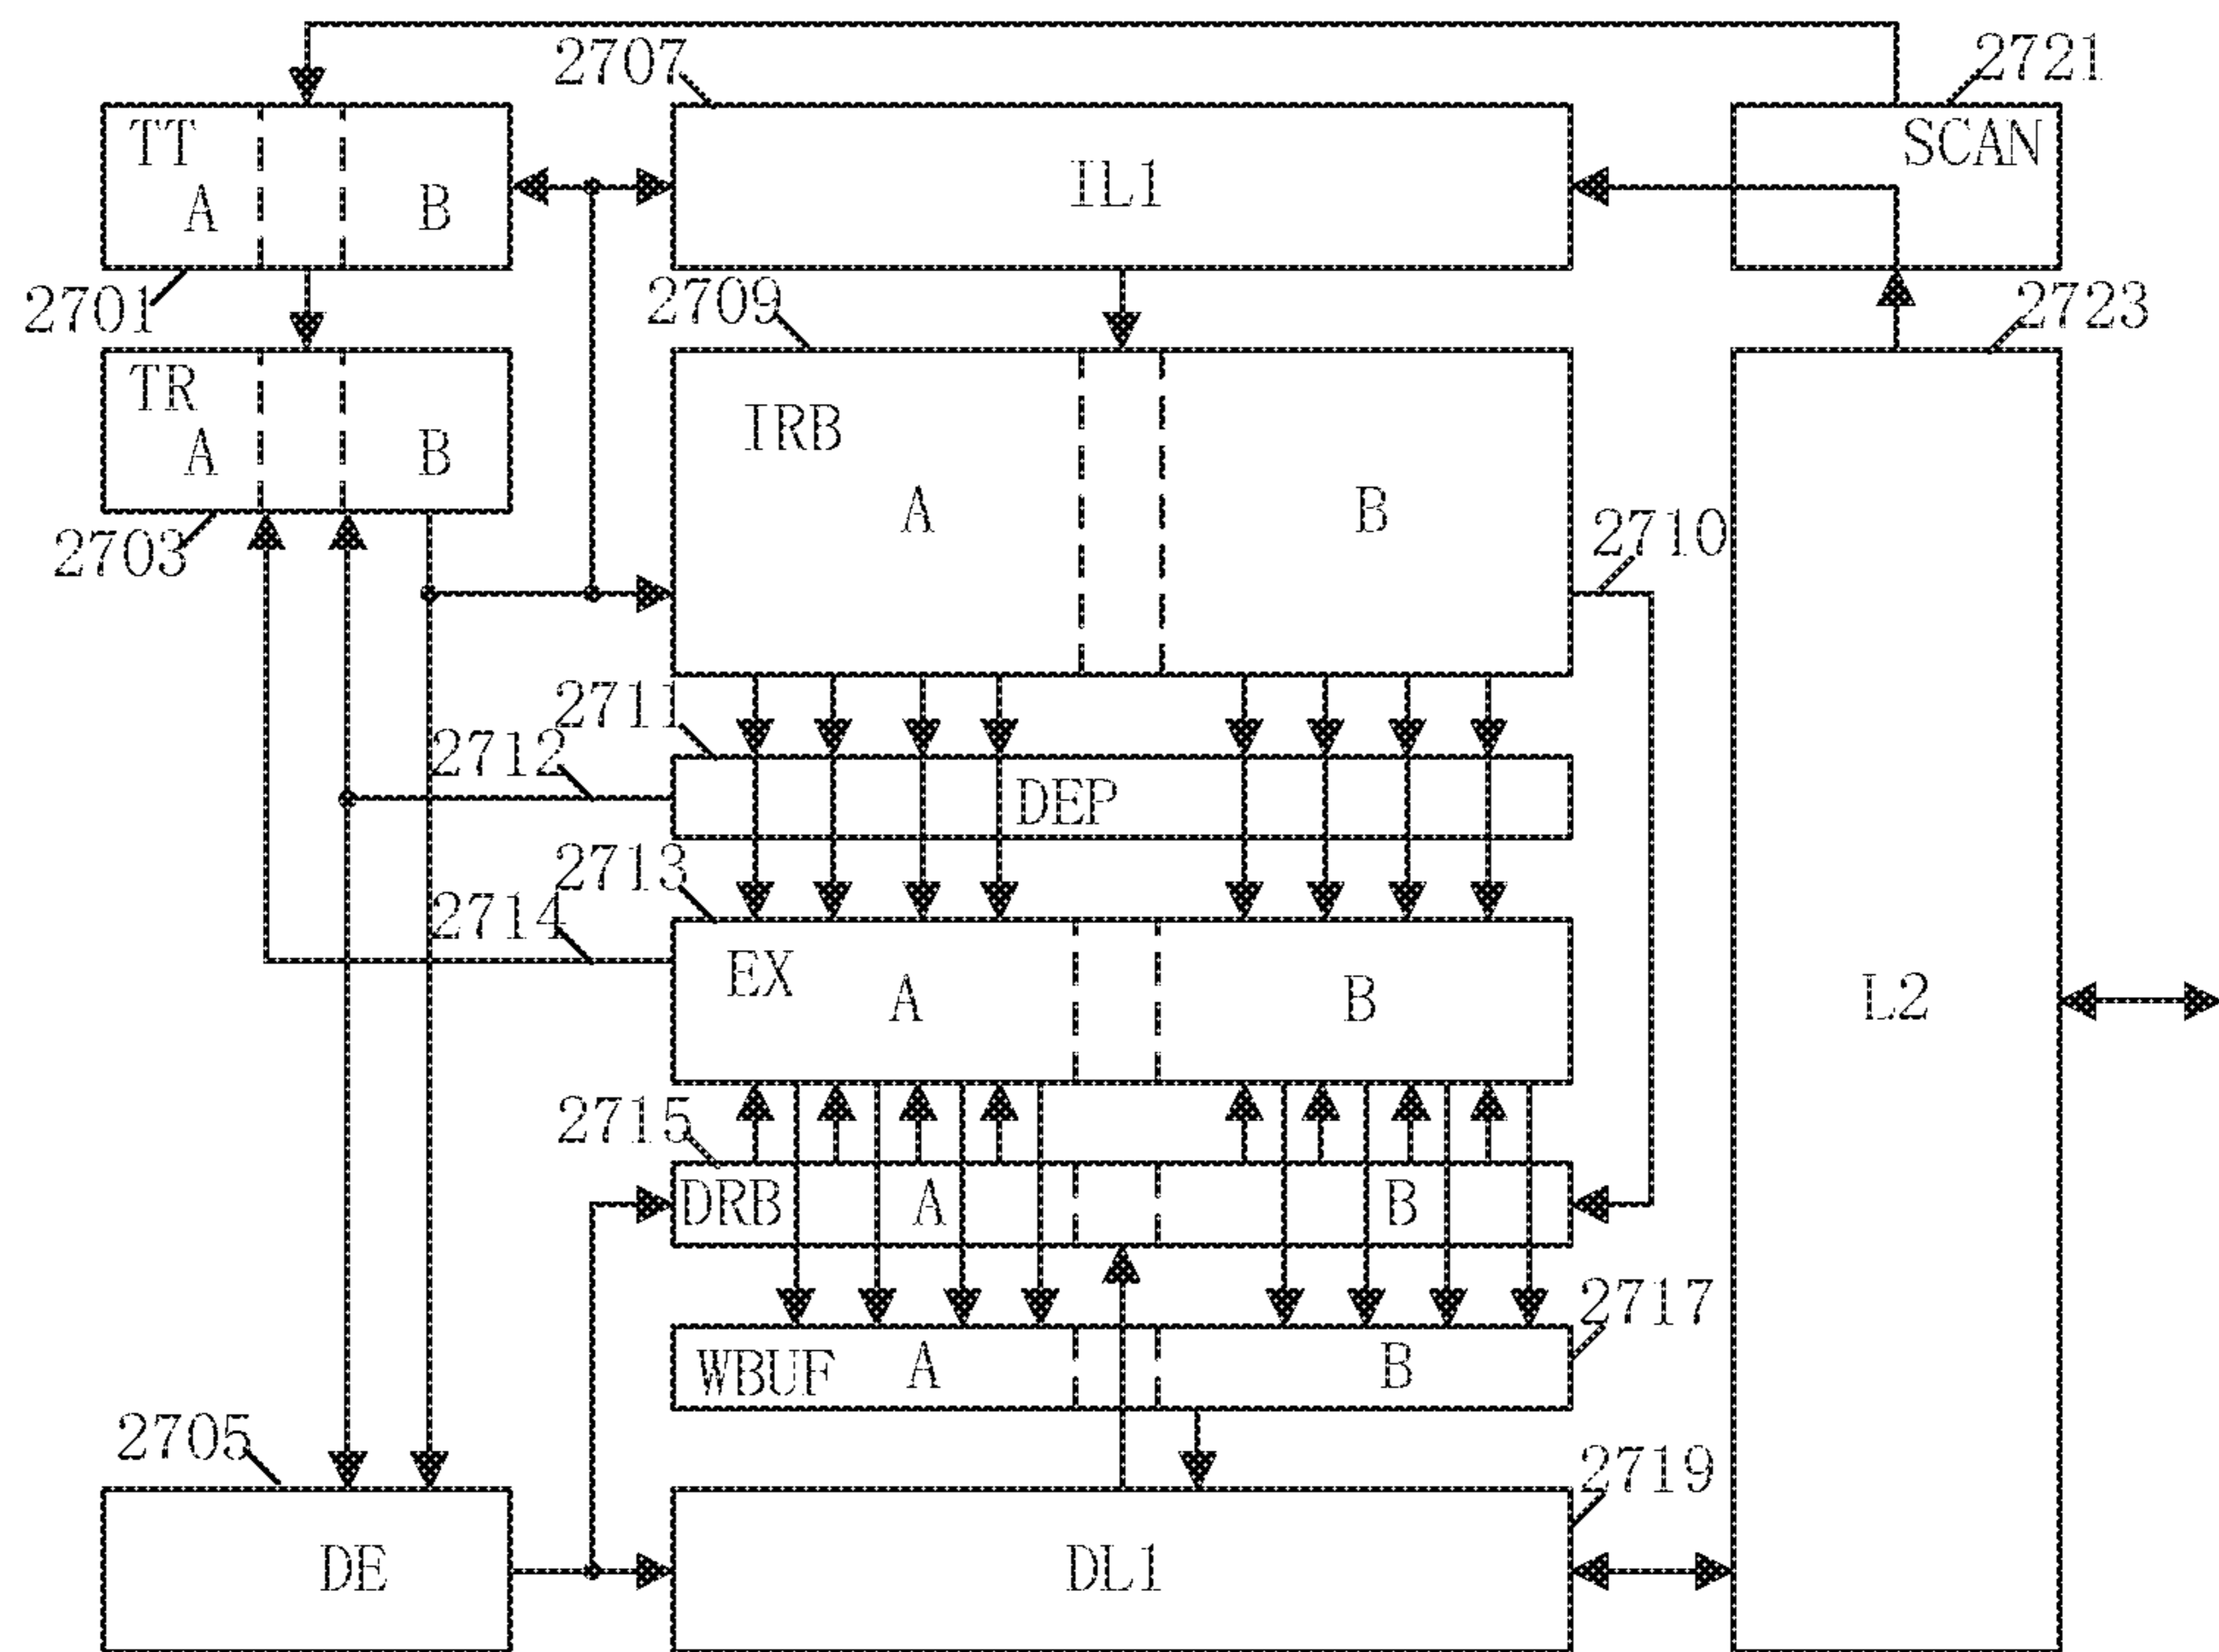 2707
2721
TT
SCAN
A
B
IL1
2701
2709
2723
TR
IRB
A
B
A
B
2710
2703
2711
2712
DEP
2713
2714
EX
A
B
L2
2715
DRB
A
B
2717
WBUF
A
B
2705
2719
DE
DL1